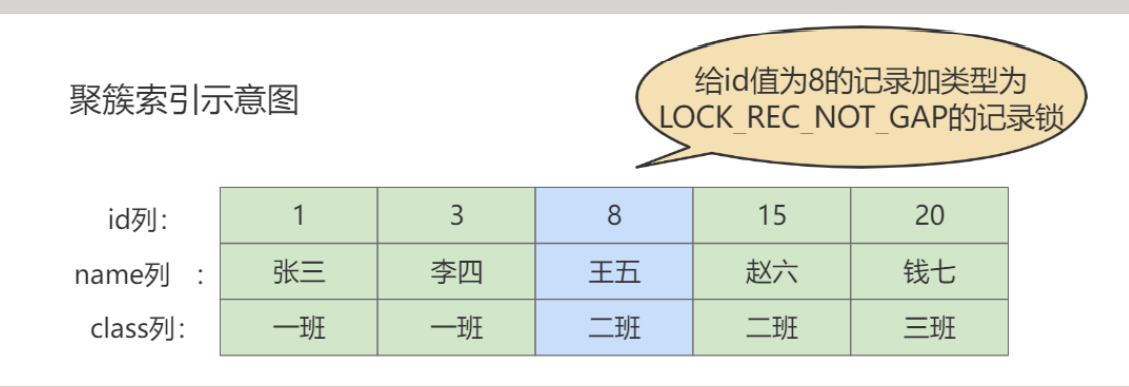 给id值为8的记录加类型为
LOCK_REC_NOT_GAP的记录锁
聚簇索引示意图
id列： 1 3 8 15 20
name列 ： 张三 李四 王五 赵六 钱七
class列： 一班 一班 二班 二班 三班